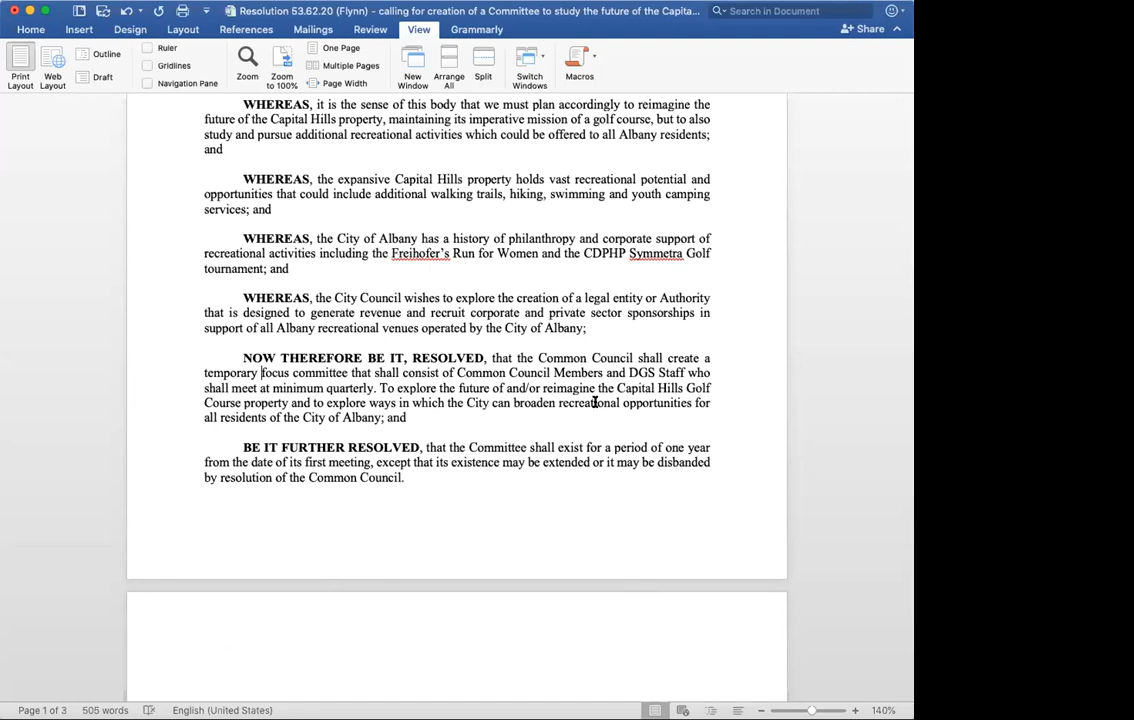 Resolution 53.62.20 (Flynn) - calling for creation of a Committee to study the future of the Capita...
Search in Document
Home Insert Design Layout References Mailings Review View Grammarly
Share
Print Layout
Web Layout
Outline
Draft
Ruler
Gridlines
Navigation Pane
Zoom
Zoom to 100%
One Page
Multiple Pages
Page Width
New Window
Arrange All
Split
Switch Windows
Macros
WHEREAS, it is the sense of this body that we must plan accordingly to reimagine the
future of the Capital Hills property, maintaining its imperative mission of a golf course, but to also
study and pursue additional recreational activities which could be offered to all Albany residents;
and
WHEREAS, the expansive Capital Hills property holds vast recreational potential and
opportunities that could include additional walking trails, hiking, swimming and youth camping
services; and
WHEREAS, the City of Albany has a history of philanthropy and corporate support of
recreational activities including the Freihofer's Run for Women and the CDPHP Symmetra Golf
tournament; and
WHEREAS, the City Council wishes to explore the creation of a legal entity or Authority
that is designed to generate revenue and recruit corporate and private sector sponsorships in
support of all Albany recreational venues operated by the City of Albany;
NOW THEREFORE BE IT, RESOLVED, that the Common Council shall create a
temporary focus committee that shall consist of Common Council Members and DGS Staff who
shall meet at minimum quarterly. To explore the future of and/or reimagine the Capital Hills Golf
Course property and to explore ways in which the City can broaden recreational opportunities for
all residents of the City of Albany; and
BE IT FURTHER RESOLVED, that the Committee shall exist for a period of one year
from the date of its first meeting, except that its existence may be extended or it may be disbanded
by resolution of the Common Council.
Page 1 of 3 505 words English (United States) 140%